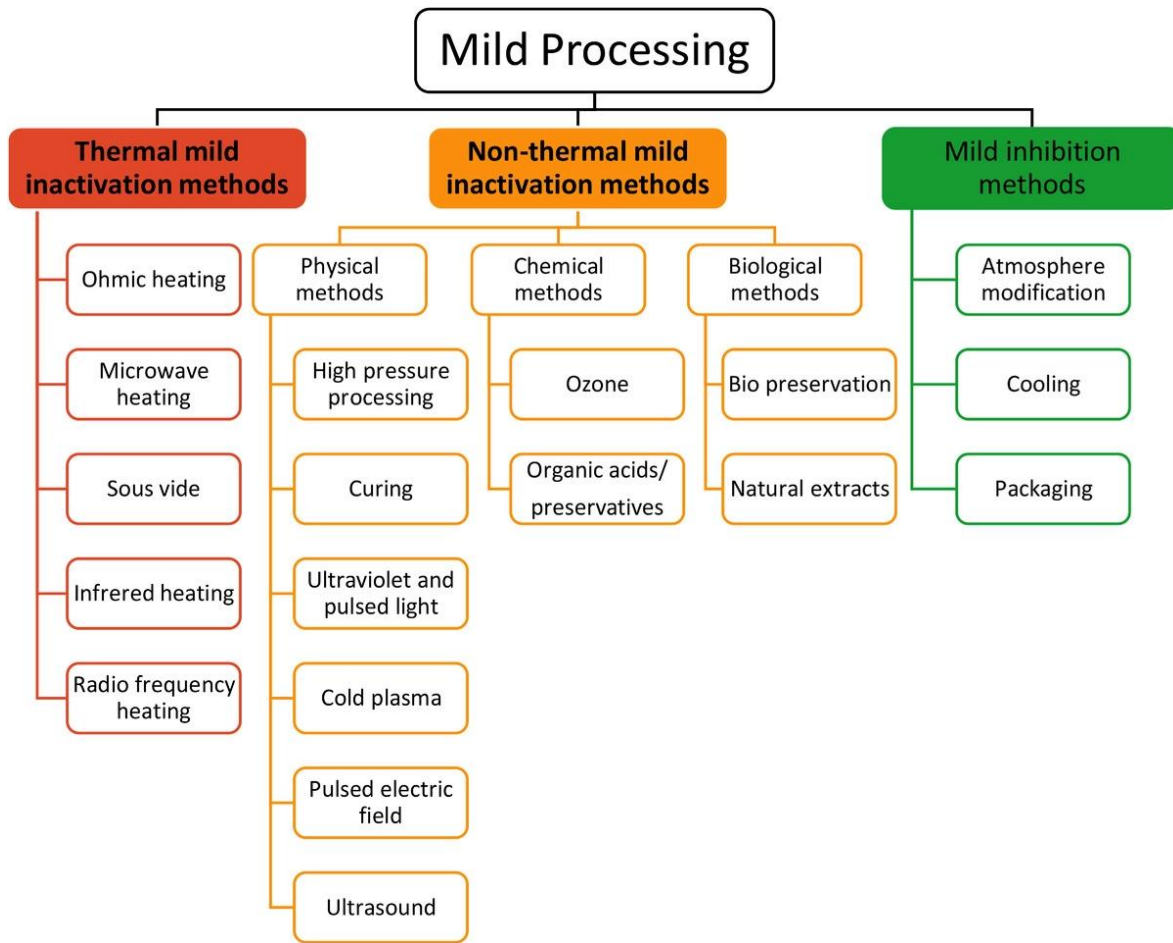 Mild Processing
Thermal mild
inactivation methods
Ohmic heating
Microwave
heating
Sous vide
Infrered heating
Radio frequency
heating
Non-thermal mild
inactivation methods
Physical
methods
High pressure
processing
Curing
Ultraviolet and
pulsed light
Cold plasma
Pulsed electric
field
Ultrasound
Chemical
methods
Ozone
Organic acids/
preservatives
Biological
methods
Bio preservation
Natural extracts
Mild inhibition
methods
Atmosphere
modification
Cooling
Packaging